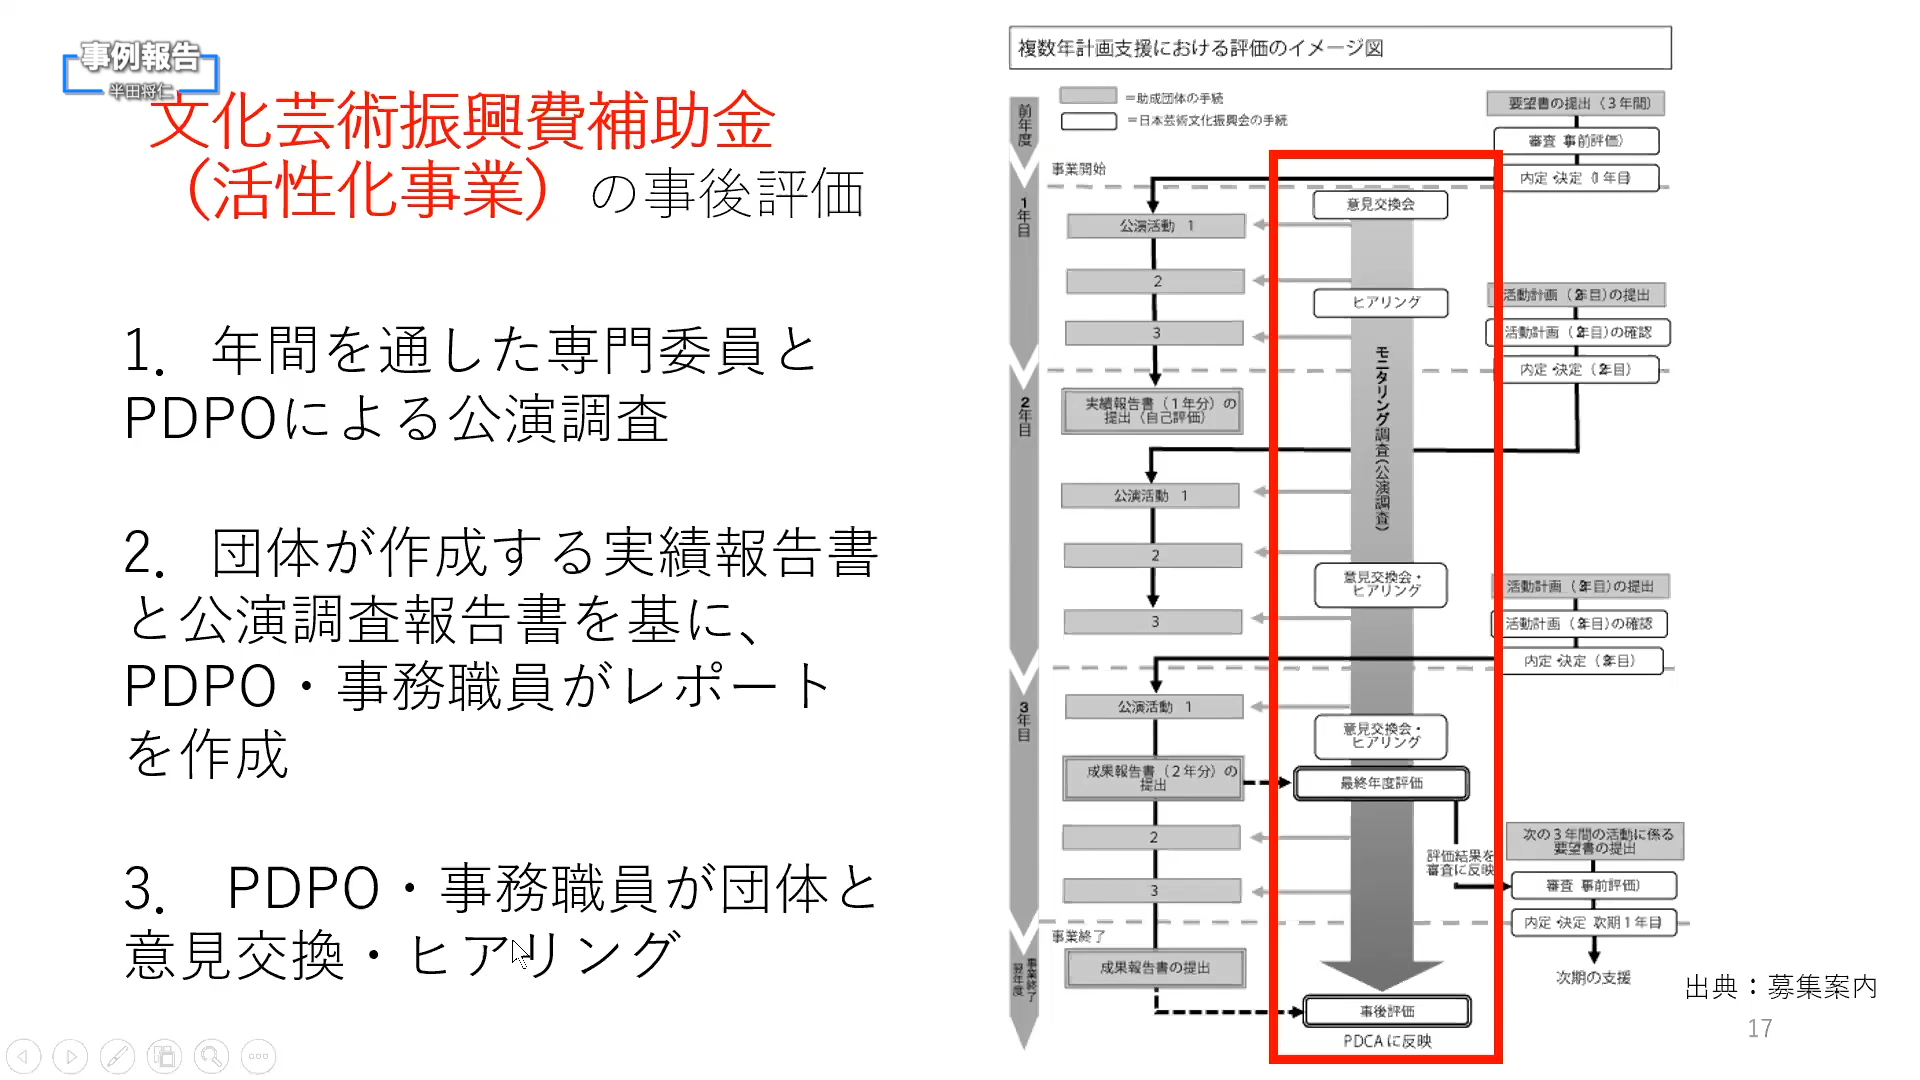 事例報告
半田将仁
文化芸術振興費補助金
（活性化事業）の事後評価
1. 年間を通した専門委員と
PDPOによる公演調査
2. 団体が作成する実績報告書
と公演調査報告書を基に、
PDPO・事務職員がレポート
を作成
3. PDPO・事務職員が団体と
意見交換・ヒアリング
複数年計画支援における評価のイメージ図
＝助成団体の手続
＝日本芸術文化振興会の手続
前年度
要望書の提出（３年間）
審査 事前評価）
内定・決定 （1年目）
事業開始
1年目
意見交換会
公演活動 1
2
ヒアリング
3
活動計画（2年目）の提出
活動計画（2年目）の確認
内定・決定（2年目）
モニタリング調査（公演調査）
2年目
実績報告書（１年分）の
提出（自己評価）
公演活動 1
2
意見交換会・
ヒアリング
3
活動計画（3年目）の提出
活動計画（3年目）の確認
内定・決定（3年目）
3年目
公演活動 1
意見交換会・
ヒアリング
成果報告書（２年分）の
提出
最終年度評価
2
評価結果を
審査に反映
3
次の３年間の活動に係る
要望書の提出
審査 事前評価）
内定・決定 次期１年目
次期の支援
事業終了
事業終了
翌年度
成果報告書の提出
事後評価
PDCAに反映
出典：募集案内
17